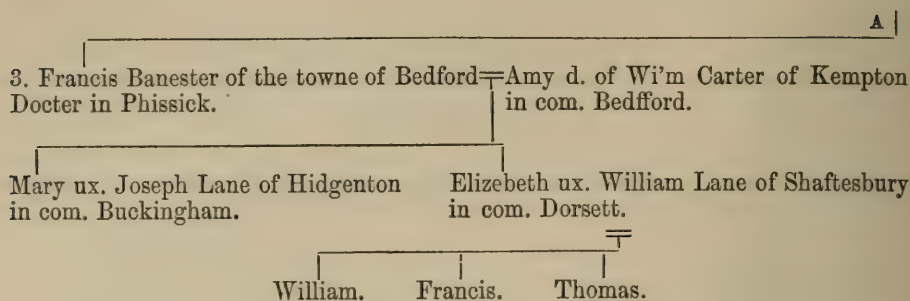 A
3. Francis Banester of the towne of Bedford Amy d. of Wi'm Carter of Kempton
Docter in Phissick. in com. Bedfford.
Mary ux. Joseph Lane of Hidgenton Elizebeth ux. William Lane of Shaftesbury
in com. Buckingham. in com. Dorsett.
William. Francis. Thomas.